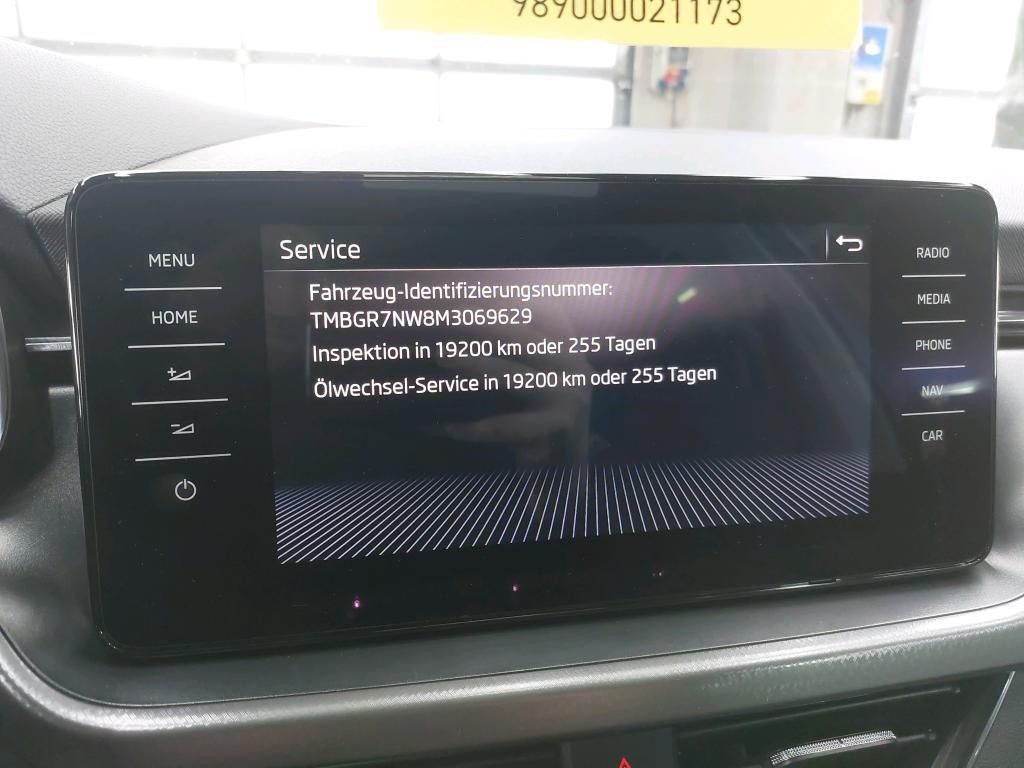 989000021173
Service
MENU
HOME
Fahrzeug-Identifizierungsnummer:
TMBGR7NW8M3069629
Inspektion in 19200 km oder 255 Tagen
Ölwechsel-Service in 19200 km oder 255 Tagen
RADIO
MEDIA
PHONE
NAV
CAR